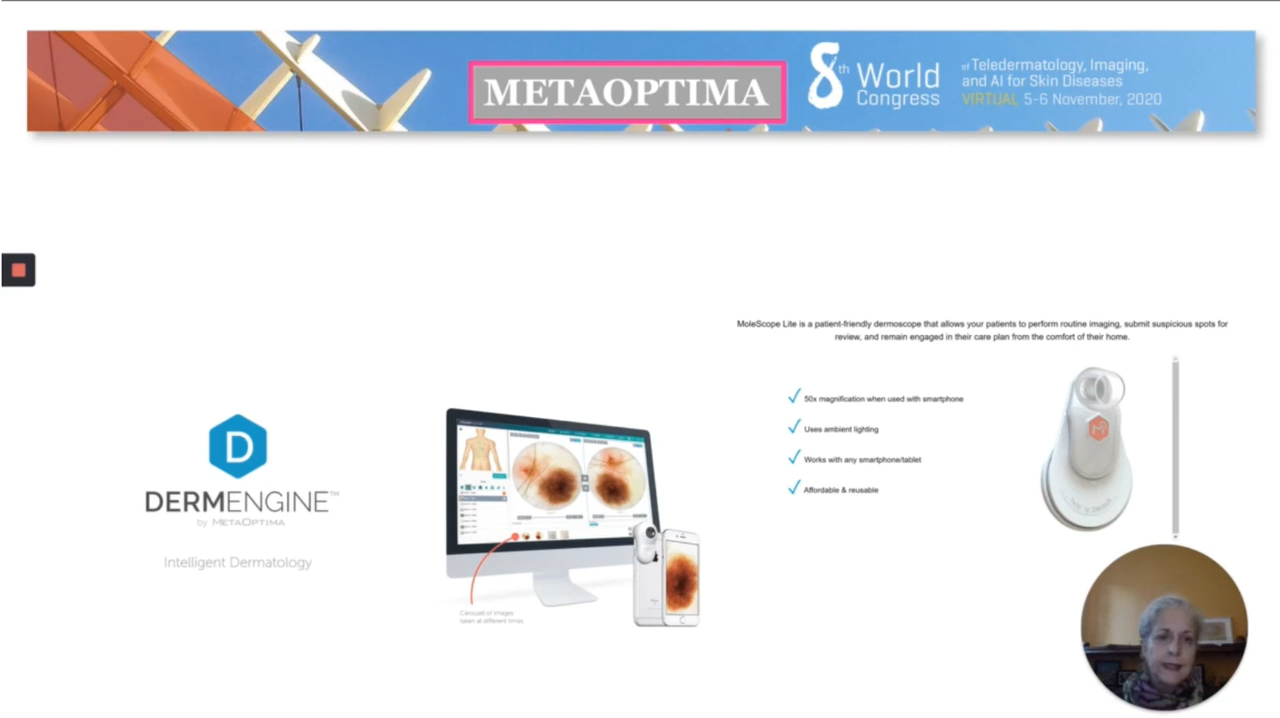 METAOPTIMA
8th World
Congress
of Teledermatology, Imaging,
and AI for Skin Diseases
VIRTUAL 5-6 November, 2020
MoleScope Lite is a patient-friendly dermoscope that allows your patients to perform routine imaging, submit suspicious spots for
review, and remain engaged in their care plan from the comfort of their home.
50x magnification when used with smartphone
Uses ambient lighting
Works with any smartphone/tablet
Affordable & reusable
D
DERMENGINE™
by METAOPTIMA
Intelligent Dermatology
Carousel of images
taken at different times